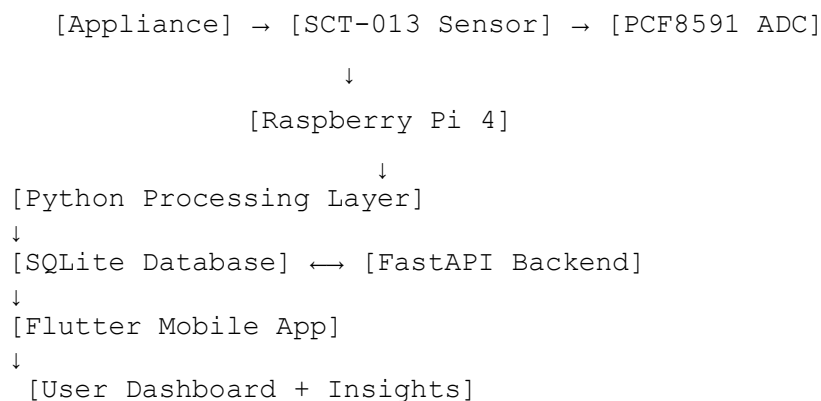 [Appliance] → [SCT-013 Sensor] → [PCF8591 ADC]
↓
[Raspberry Pi 4]
↓
[Python Processing Layer]
↓
[SQLite Database] ←→ [FastAPI Backend]
↓
[Flutter Mobile App]
↓
[User Dashboard + Insights]